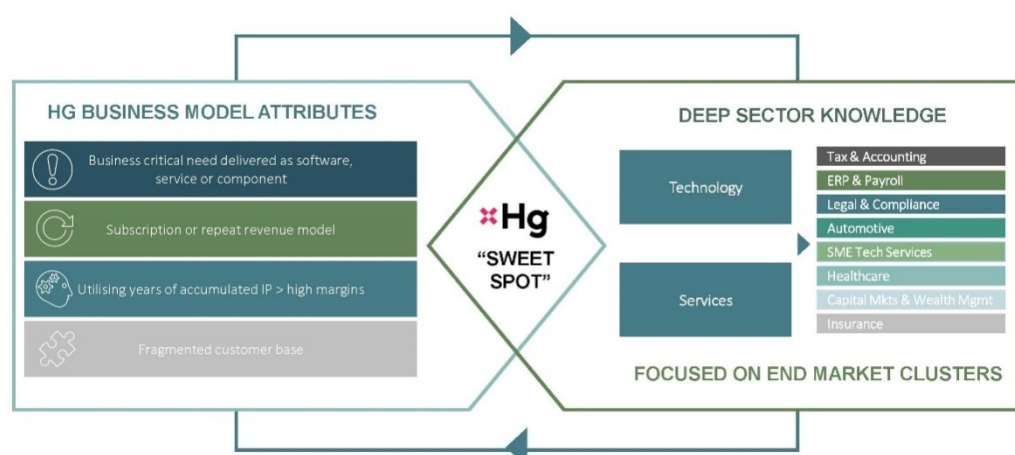 HG BUSINESS MODEL ATTRIBUTES
Business critical need delivered as software,
service or component
Subscription or repeat revenue model
Utilising years of accumulated IP > high margins
Fragmented customer base
Hg
“SWEET
SPOT”
DEEP SECTOR KNOWLEDGE
Technology
Services
Tax & Accounting
ERP & Payroll
Legal & Compliance
Automotive
SME Tech Services
Healthcare
Capital Mkts & Wealth Mgmt
Insurance
FOCUSED ON END MARKET CLUSTERS